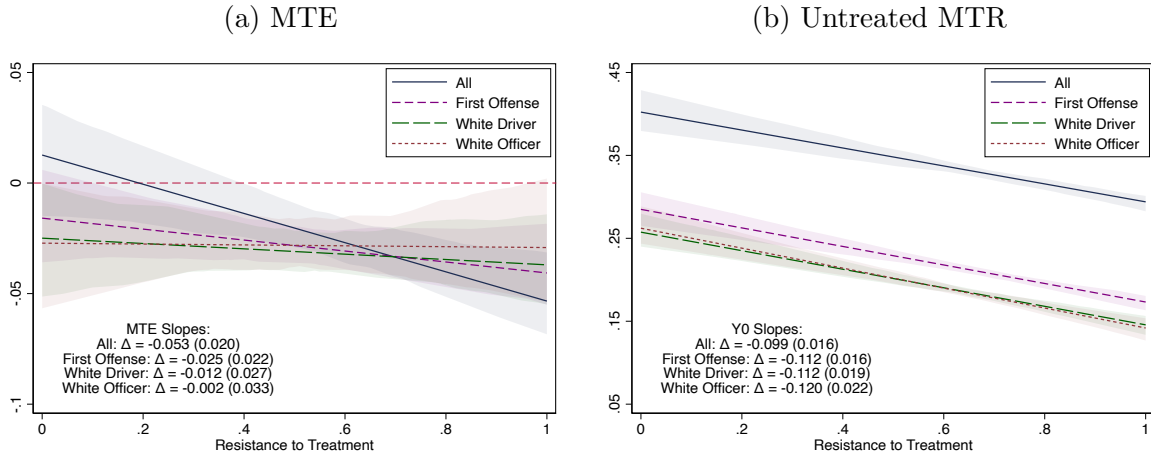 (a) MTE
.05
0
-.05
-.1
All
First Offense
White Driver
White Officer
MTE Slopes:
All: Δ = -0.053 (0.020)
First Offense: Δ = -0.025 (0.022)
White Driver: Δ = -0.012 (0.027)
White Officer: Δ = -0.002 (0.033)
0 .2 .4 .6 .8 1
Resistance to Treatment
(b) Untreated MTR
.45
.35
.25
.15
.05
All
First Offense
White Driver
White Officer
Y0 Slopes:
All: Δ = -0.099 (0.016)
First Offense: Δ = -0.112 (0.016)
White Driver: Δ = -0.112 (0.019)
White Officer: Δ = -0.120 (0.022)
0 .2 .4 .6 .8 1
Resistance to Treatment